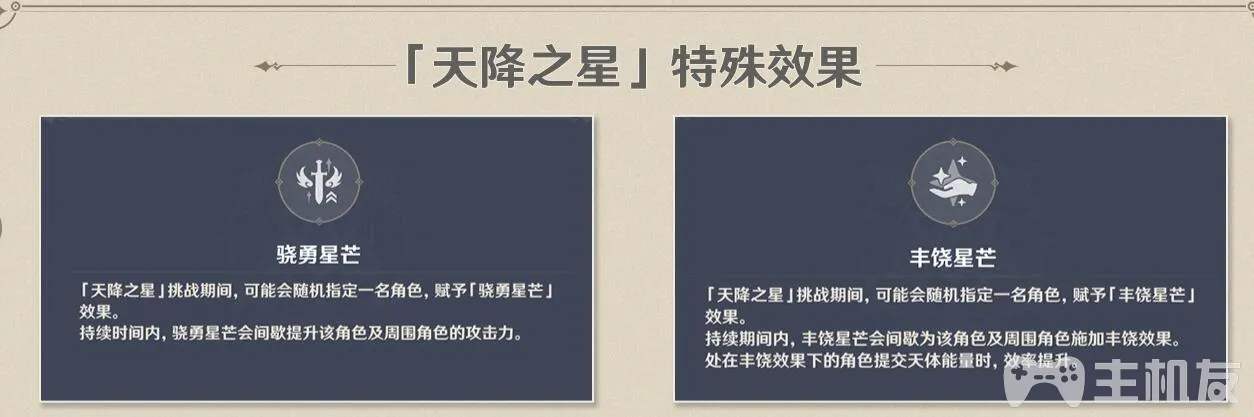 「天降之星」特殊效果
骁勇星芒
「天降之星」挑战期间，可能会随机指定一名角色，赋予「骁勇星芒」
效果。
持续时间内，骁勇星芒会间歇提升该角色及周围角色的攻击力。
丰饶星芒
「天降之星」挑战期间，可能会随机指定一名角色，赋予「丰饶星芒」
效果。
持续期间内，丰饶星芒会间歇为该角色及周围角色施加丰饶效果。
处在丰饶效果下的角色提交天体能量时，效率提升。
主机友